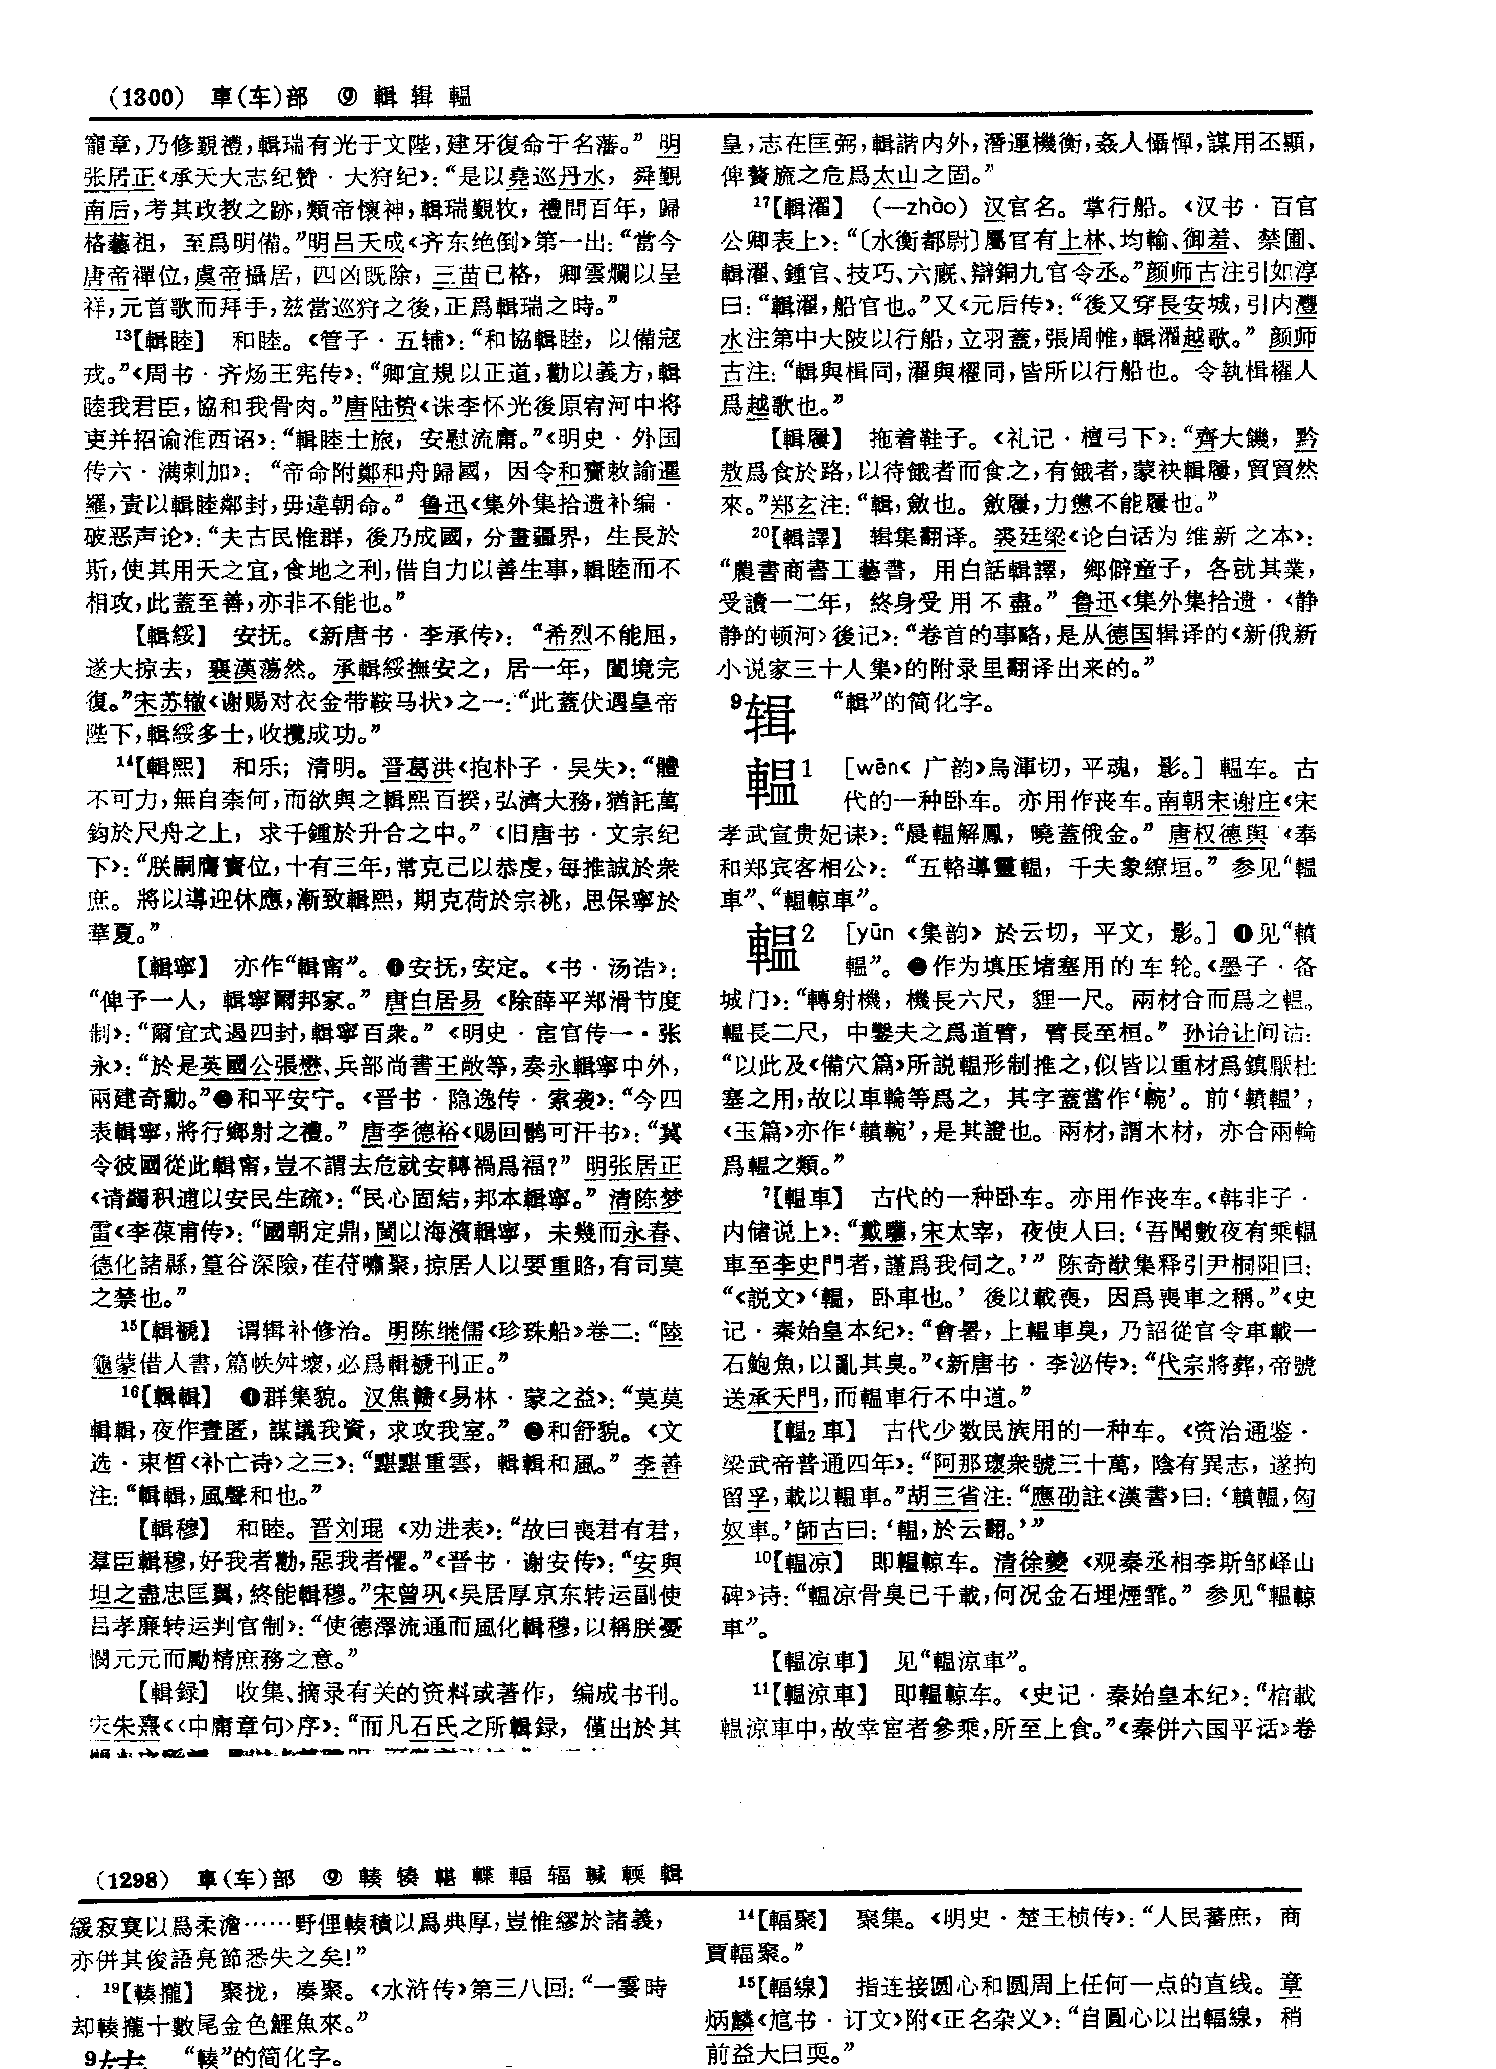 (1300) 車(车)部 ⑨ 輯 辑 輼
寵章,乃修覲禮,輯瑞有光于文陛,建牙復命于名藩。” 明
张居正《承天大志纪赞·大狩纪》:“是以堯巡丹水, 舜觐
南后,考其政教之跡,類帝懷神,輯瑞觐牧, 禮問百年, 歸
格藝祖, 至爲明備。”明吕天成《齐东绝倒》第一出:“當今
唐帝禪位,虞帝攝居, 四凶既除, 三苗已格, 卿雲爛以呈
祥,元首歌而拜手,兹當巡狩之後,正爲輯瑞之時。”
¹³【輯睦】 和睦。《管子·五辅》:“和協輯睦, 以備寇
戎。”《周书·齐炀王宪传》:“卿宜規以正道,勸以義方,輯
睦我君臣,協和我骨肉。”唐陆贽《诛李怀光後原宥河中将
吏并招谕淮西诏》:“輯睦士旅, 安慰流庸。”《明史·外国
传六·满剌加》: “帝命附鄭和舟歸國, 因令和齎敕諭暹
羅,責以輯睦鄰封,毋違朝命。” 鲁迅《集外集拾遗补编·
破恶声论》:“夫古民惟群, 後乃成國, 分畫疆界, 生長於
斯,使其用天之宜,食地之利,借自力以善生事,輯睦而不
相攻,此蓋至善,亦非不能也。”
【輯綏】 安抚。《新唐书·李承传》: “希烈不能屈,
遂大掠去, 襄漢蕩然。承輯綏撫安之, 居一年, 闔境完
復。”宋苏辙《谢赐对衣金带鞍马状》之一:“此蓋伏遇皇帝
陛下,輯綏多士,收攬成功。”
¹⁴【輯熙】 和乐; 清明。晋葛洪《抱朴子·吴失》:“體
不可力,無自柰何,而欲與之輯熙百揆,弘濟大務,猶託萬
鈞於尺舟之上, 求千鍾於升合之中。”《旧唐书·文宗纪
下》:“朕嗣膺寶位,十有三年,常克己以恭虔,每推誠於衆
庶。將以導迎休應,漸致輯熙, 期克荷於宗祧, 思保寧於
華夏。”
【輯寧】 亦作“輯甯”。❶安抚,安定。《书·汤诰》:
“俾予一人, 輯寧爾邦家。” 唐白居易《除薛平郑滑节度
制》:“爾宜式遏四封,輯寧百衆。”《明史·宦官传一·张
永》:“於是英國公張懋、兵部尚書王敞等,奏永輯寧中外,
兩建奇勳。”❷和平安宁。《晋书·隐逸传·索袭》:“今四
表輯寧,將行鄉射之禮。” 唐李德裕《赐回鹘可汗书》:“冀
令彼國從此輯甯,豈不謂去危就安轉禍爲福?” 明张居正
《请蠲积逋以安民生疏》:“民心固結,邦本輯寧。” 清陈梦
雷《李葆甫传》:“國朝定鼎,閩以海濱輯寧, 未幾而永春、
德化諸縣,篁谷深險,萑苻嘯聚,掠居人以要重賂,有司莫
之禁也。”
¹⁵【輯褫】 谓辑补修治。明陈继儒《珍珠船》卷二:“陸
龜蒙借人書,篇帙舛壞,必爲輯褫刊正。”
¹⁶【輯輯】 ❶群集貌。汉焦赣《易林·蒙之益》:“莫莫
輯輯,夜作晝匿, 謀議我資, 求攻我室。” ❷和舒貌。《文
选·束晳〈补亡诗〉之三》:“黮黮重雲, 輯輯和風。” 李善
注:“輯輯,風聲和也。”
【輯穆】 和睦。晋刘琨《劝进表》:“故曰喪君有君,
羣臣輯穆,好我者勸,惡我者懼。”《晋书·谢安传》:“安與
坦之盡忠匡翼,終能輯穆。”宋曾巩《吴居厚京东转运副使
吕孝廉转运判官制》:“使德澤流通而風化輯穆,以稱朕憂
憫元元而勵精庶務之意。”
【輯録】 收集、摘录有关的资料或著作, 编成书刊。
宋朱熹《〈中庸章句〉序》:“而凡石氏之所輯録, 僅出於其
皇,志在匡弼,輯諧内外,潛運機衡,姦人懾憚,謀用丕顯,
俾贅旒之危爲太山之固。”
¹⁷【輯濯】 (—zhào) 汉官名。掌行船。《汉书·百官
公卿表上》:“〔水衡都尉〕屬官有上林、均輸、御羞、禁圃、
輯濯、鍾官、技巧、六廄、辯銅九官令丞。”颜师古注引如淳
曰:“輯濯,船官也。”又《元后传》:“後又穿長安城,引内灃
水注第中大陂以行船,立羽蓋,張周帷,輯濯越歌。” 颜师
古注:“輯與楫同,濯與櫂同,皆所以行船也。令執楫櫂人
爲越歌也。”
【輯屨】 拖着鞋子。《礼记·檀弓下》:“齊大饑, 黔
敖爲食於路,以待餓者而食之,有餓者,蒙袂輯屨,貿貿然
來。”郑玄注:“輯,斂也。斂屨,力憊不能屨也。”
²⁰【輯譯】 辑集翻译。裘廷梁《论白话为维新之本》:
“農書商書工藝書, 用白話輯譯, 鄉僻童子, 各就其業,
受讀一二年, 終身受用不盡。” 鲁迅《集外集拾遗·〈静
静的顿河〉後记》:“卷首的事略,是从德国辑译的《新俄新
小说家三十人集》的附录里翻译出来的。”
⁹辑 “輯”的简化字。
輼¹ [wēn《广韵》烏渾切,平魂,影。] 輼车。古
代的一种卧车。亦用作丧车。南朝宋谢庄《宋
孝武宣贵妃诔》:“晨輼解鳳, 曉蓋俄金。” 唐权德舆《奉
和郑宾客相公》: “五輅導靈輼, 千夫象繚垣。” 参见“輼
車”、“輼輬車”。
輼² [yūn《集韵》於云切,平文,影。] ❶见“轒
輼”。❷作为填压堵塞用的车轮。《墨子·备
城门》:“轉射機, 機長六尺, 貍一尺。兩材合而爲之輼,
輼長二尺, 中鑿夫之爲道臂, 臂長至桓。” 孙诒让间诂:
“以此及《備穴篇》所説輼形制推之,似皆以重材爲鎮厭杜
塞之用,故以車輪等爲之, 其字蓋當作‘輓’。前‘轒輼’,
《玉篇》亦作‘轒輓’,是其證也。兩材,謂木材, 亦合兩輪
爲輼之類。”
⁷【輼車】 古代的一种卧车。亦用作丧车。《韩非子·
内储说上》:“戴驩,宋太宰, 夜使人曰:‘吾聞數夜有乘輼
車至李史門者,謹爲我伺之。’” 陈奇猷集释引尹桐阳曰:
“《説文》‘輼, 卧車也。’ 後以載喪, 因爲喪車之稱。”《史
记·秦始皇本纪》:“會暑, 上輼車臭, 乃詔從官令車載一
石鮑魚,以亂其臭。”《新唐书·李泌传》:“代宗將葬,帝號
送承天門,而輼車行不中道。”
【輼₂車】 古代少数民族用的一种车。《资治通鉴·
梁武帝普通四年》:“阿那瓌衆號三十萬, 陰有異志, 遂拘
留孚,載以輼車。”胡三省注:“應劭註《漢書》曰:‘轒輼,匈
奴車。’師古曰:‘輼,於云翻。’”
¹⁰【輼凉】 即輼輬车。清徐夔《观秦丞相李斯邹峄山
碑》诗:“輼凉骨臭已千載,何况金石埋煙霏。” 参见“輼輬
車”。
【輼凉車】 见“輼涼車”。
¹¹【輼涼車】 即輼輬车。《史记·秦始皇本纪》:“棺載
輼涼車中,故幸宦者參乘,所至上食。”《秦併六国平话》卷
(1298) 車(车)部 ⑨ 輳 辏 輨 輷 輻 辐 輱 輭 輯
緩寂寞以爲柔澹……野俚輳積以爲典厚,豈惟繆於諸義,
亦併其俊語亮節悉失之矣!”
¹⁹【輳攏】 聚拢, 凑聚。《水浒传》第三八回:“一霎時
却輳攏十數尾金色鯉魚來。”
“輳”的简化字。
¹⁴【輻聚】 聚集。《明史·楚王桢传》:“人民蕃庶, 商
賈輻聚。”
¹⁵【輻線】 指连接圆心和圆周上任何一点的直线。章
炳麟《訄书·订文》附《正名杂义》:“自圓心以出輻線, 稍
前益大曰耎。”